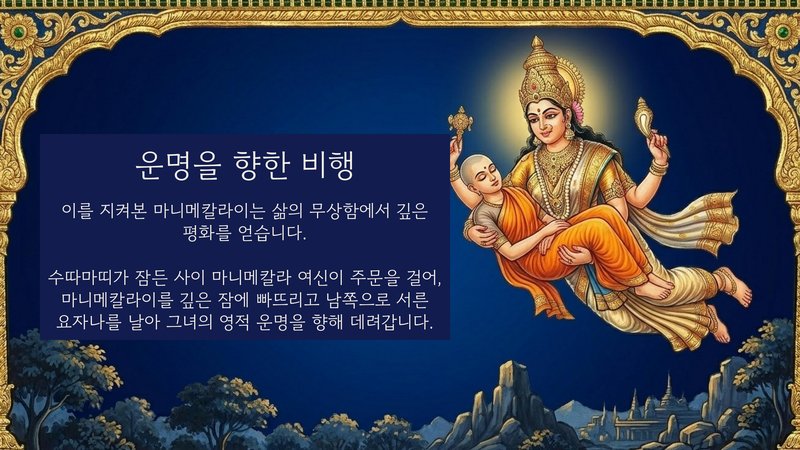 운명을 향한 비행
이를 지켜본 마니메칼라이는 삶의 무상함에서 깊은
평화를 얻습니다.
수따마띠가 잠든 사이 마니메칼라 여신이 주문을 걸어,
마니메칼라이를 깊은 잠에 빠뜨리고 남쪽으로 서른
요자나를 날아 그녀의 영적 운명을 향해 데려갑니다.